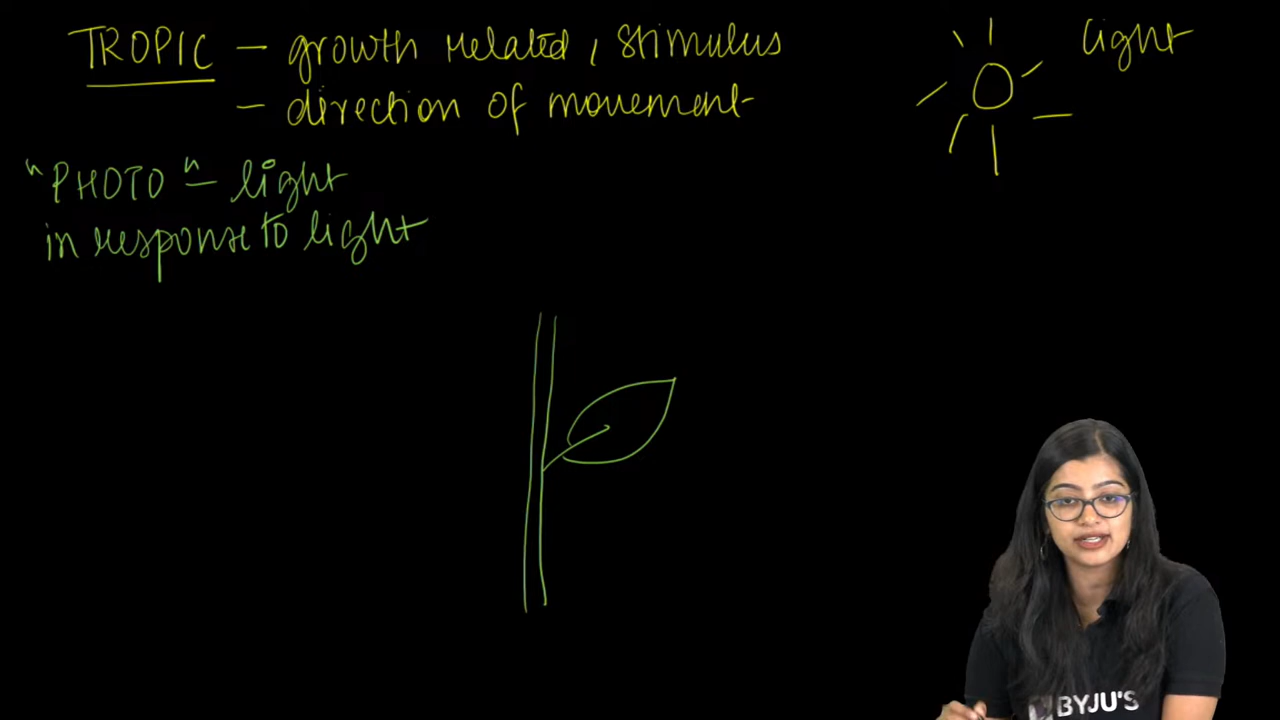 TROPIC – growth related, stimulus
– direction of movement
light
"PHOTO" – light
in response to light
BYJU'S